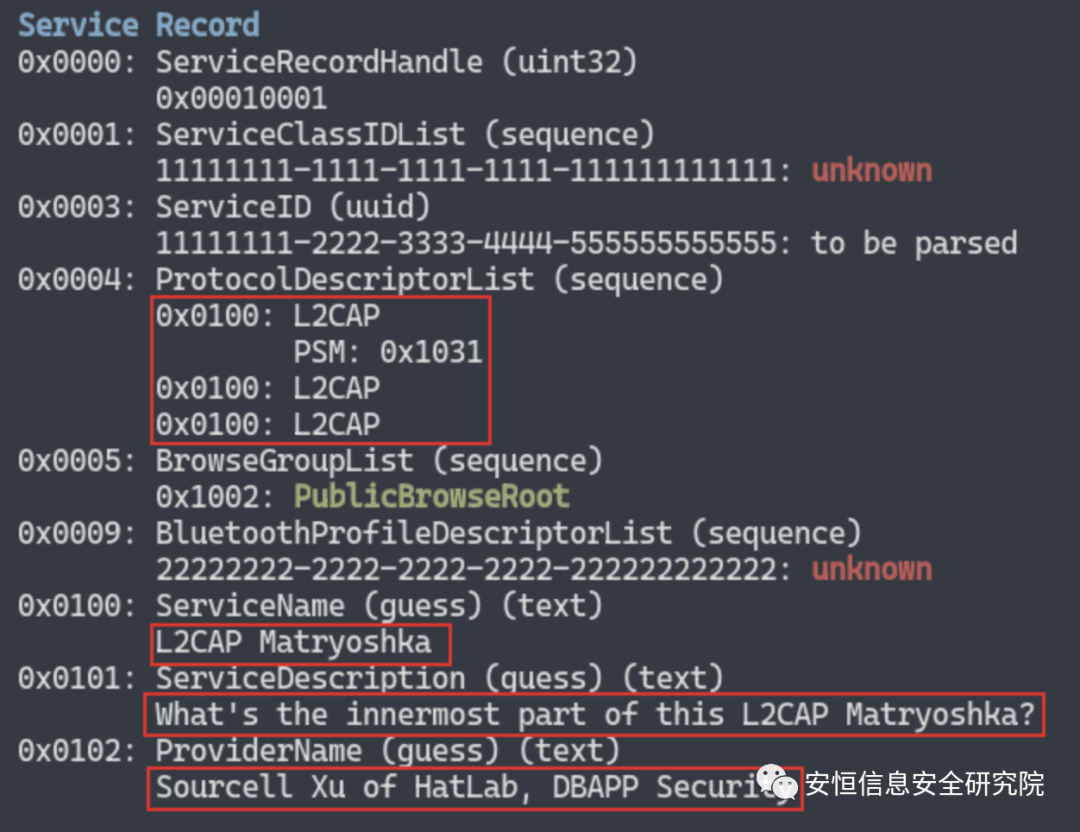 Service Record
0x0000: ServiceRecordHandle (uint32)
0x00010001
0x0001: ServiceClassIDList (sequence)
11111111-1111-1111-1111-111111111111: unknown
0x0003: ServiceID (uuid)
11111111-2222-3333-4444-555555555555: to be parsed
0x0004: ProtocolDescriptorList (sequence)
0x0100: L2CAP
PSM: 0x1031
0x0100: L2CAP
0x0100: L2CAP
0x0005: BrowseGroupList (sequence)
0x1002: PublicBrowseRoot
0x0009: BluetoothProfileDescriptorList (sequence)
22222222-2222-2222-2222-222222222222: unknown
0x0100: ServiceName (guess) (text)
L2CAP Matryoshka
0x0101: ServiceDescription (guess) (text)
What's the innermost part of this L2CAP Matryoshka?
0x0102: ProviderName (guess) (text)
Sourcell Xu of HatLab, DBAPP Security
安恒信息安全研究院